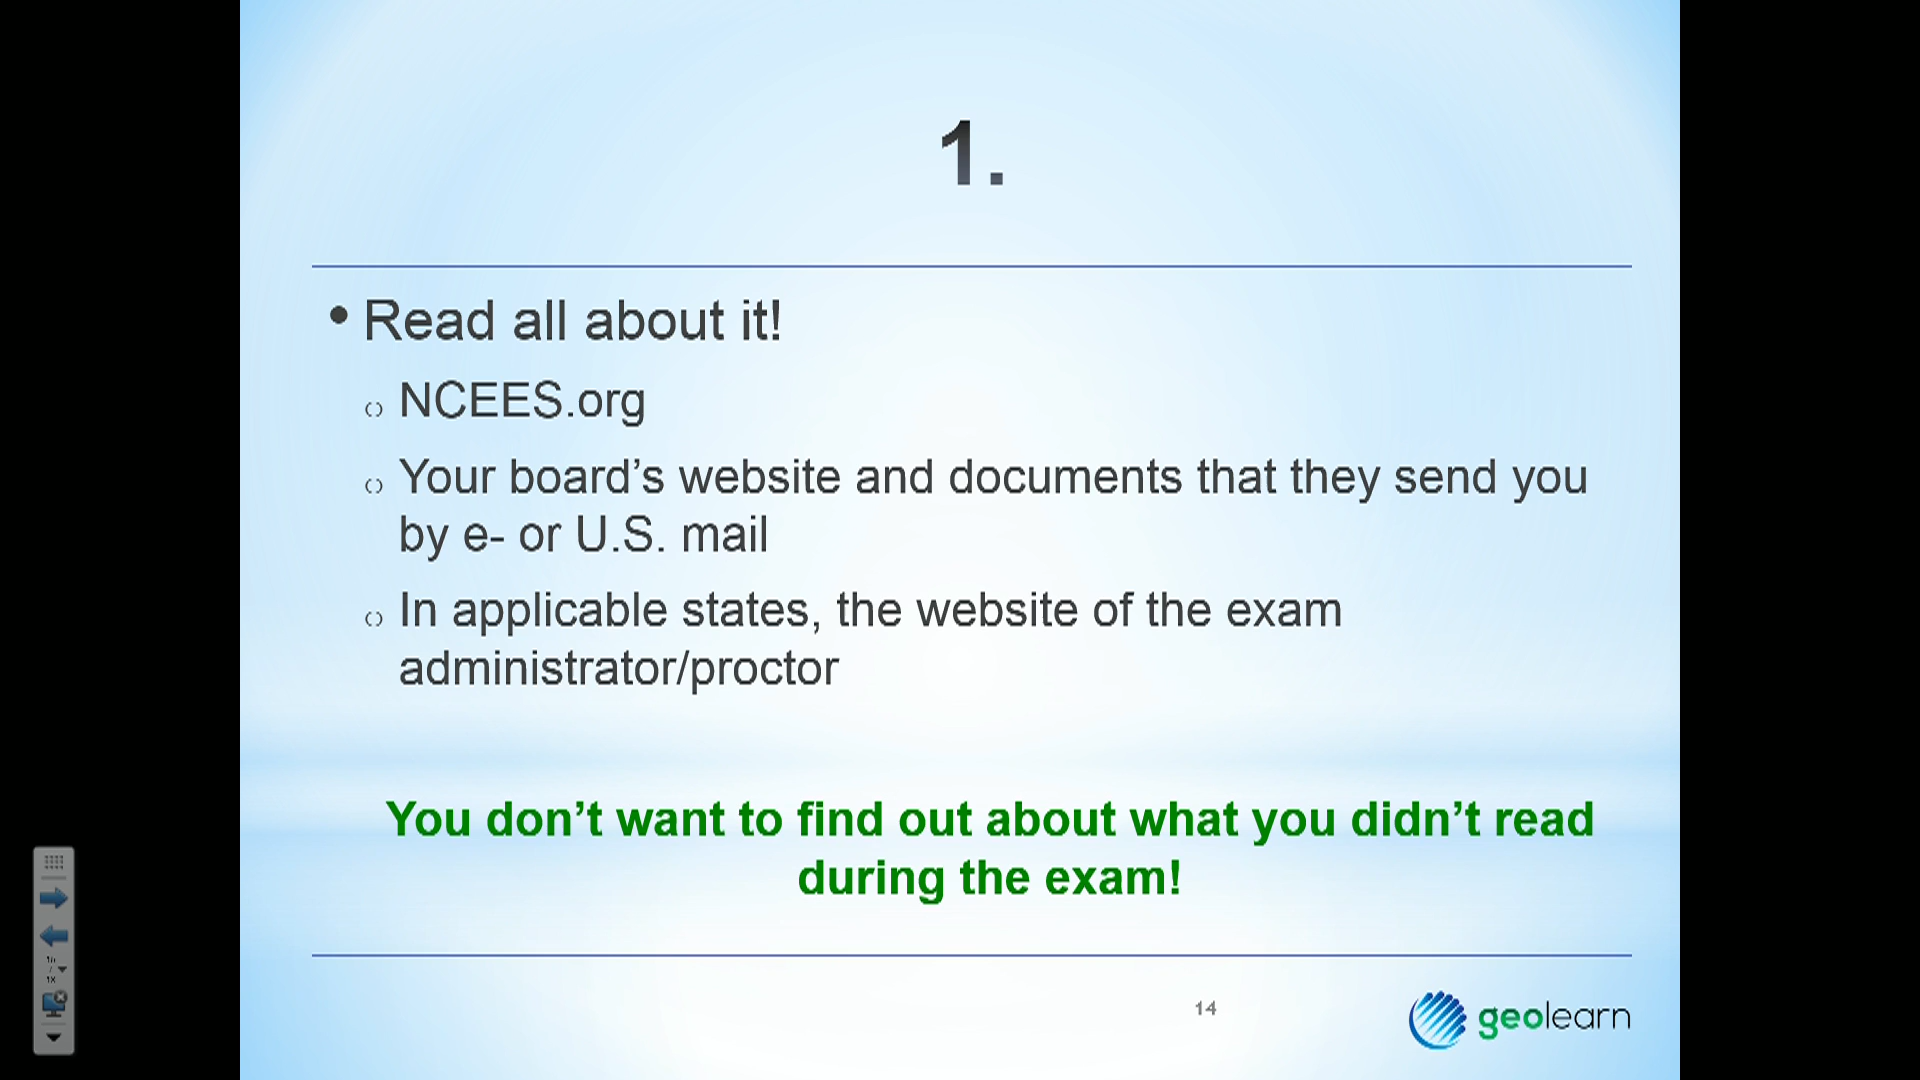 1.
• Read all about it!
NCEES.org
Your board’s website and documents that they send you
by e- or U.S. mail
In applicable states, the website of the exam
administrator/proctor
You don’t want to find out about what you didn’t read
during the exam!
14
geolearn